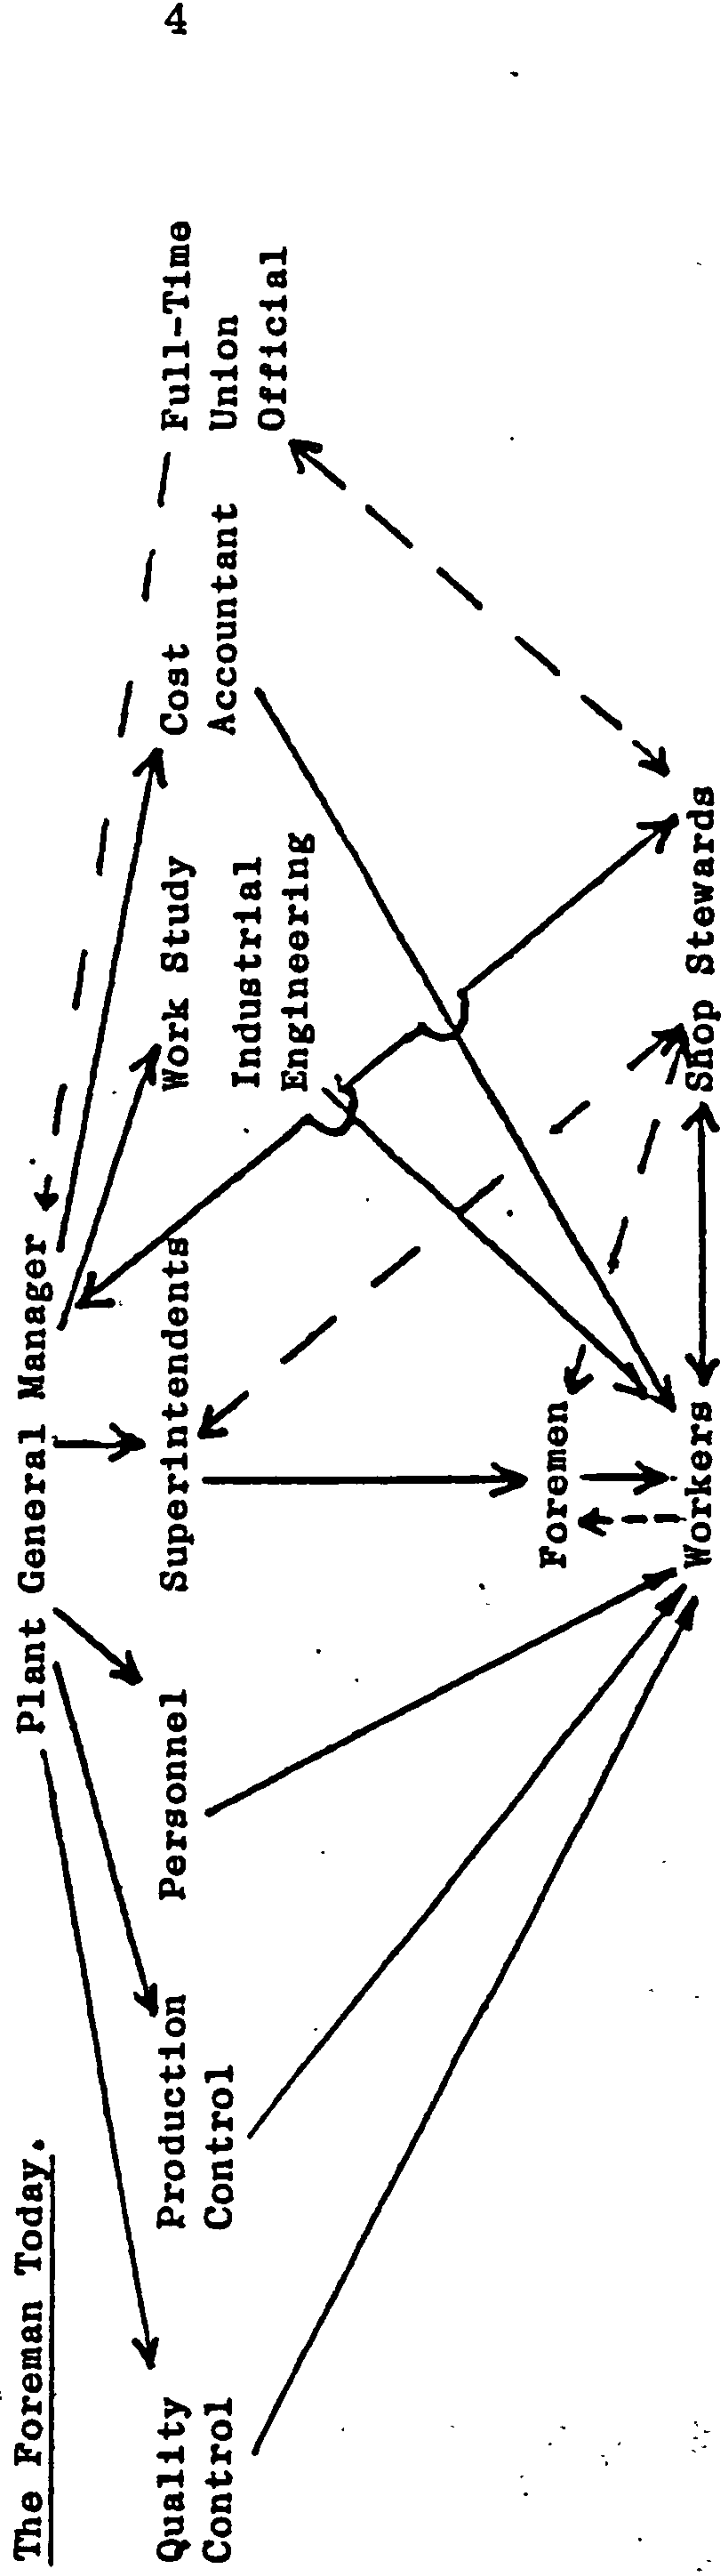 4
The Foreman Today.
Plant General Manager
Quality
Control
Production
Control
Personnel
Superintendents
Work Study
Industrial
Engineering
Cost
Accountant
Full-Time
Union
Official
Foremen
Workers
Shop Stewards